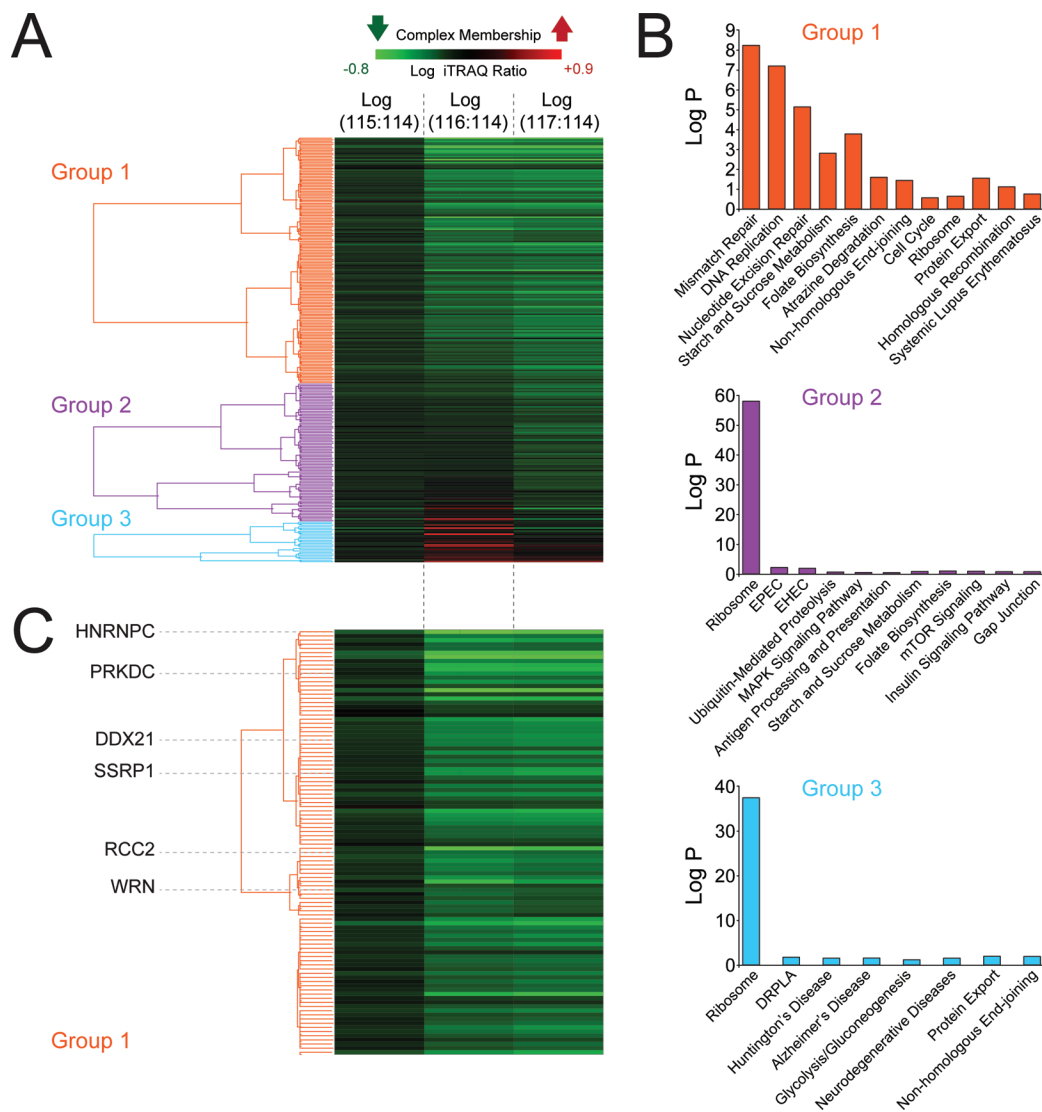 A
Complex Membership
-0.8
+0.9
Log iTRAQ Ratio
Log
(115:114)
Log
(116:114)
Log
(117:114)
Group 1
Group 2
Group 3
B
Group 1
Log P
9
8
7
6
5
4
3
2
1
0
Mismatch Repair
DNA Replication
Nucleotide Excision Repair
Starch and Sucrose Metabolism
Folate Biosynthesis
Atrazine Degradation
Non-homologous End-joining
Cell Cycle
Ribosome
Protein Export
Homologous Recombination
Systemic Lupus Erythematosus
Group 2
Log P
60
50
40
30
20
10
0
Ribosome
EPEC
EHEC
Ubiquitin-Mediated Proteolysis
MAPK Signaling Pathway
Antigen Processing and Presentation
Starch and Sucrose Metabolism
Folate Biosynthesis
mTOR Signaling
Insulin Signaling Pathway
Gap Junction
Group 3
Log P
40
30
20
10
0
Ribosome
DRPLA
Huntington's Disease
Alzheimer's Disease
Glycolysis/Gluconeogenesis
Neurodegenerative Diseases
Protein Export
Non-homologous End-joining
C
HNRNPC
PRKDC
DDX21
SSRP1
RCC2
WRN
Group 1